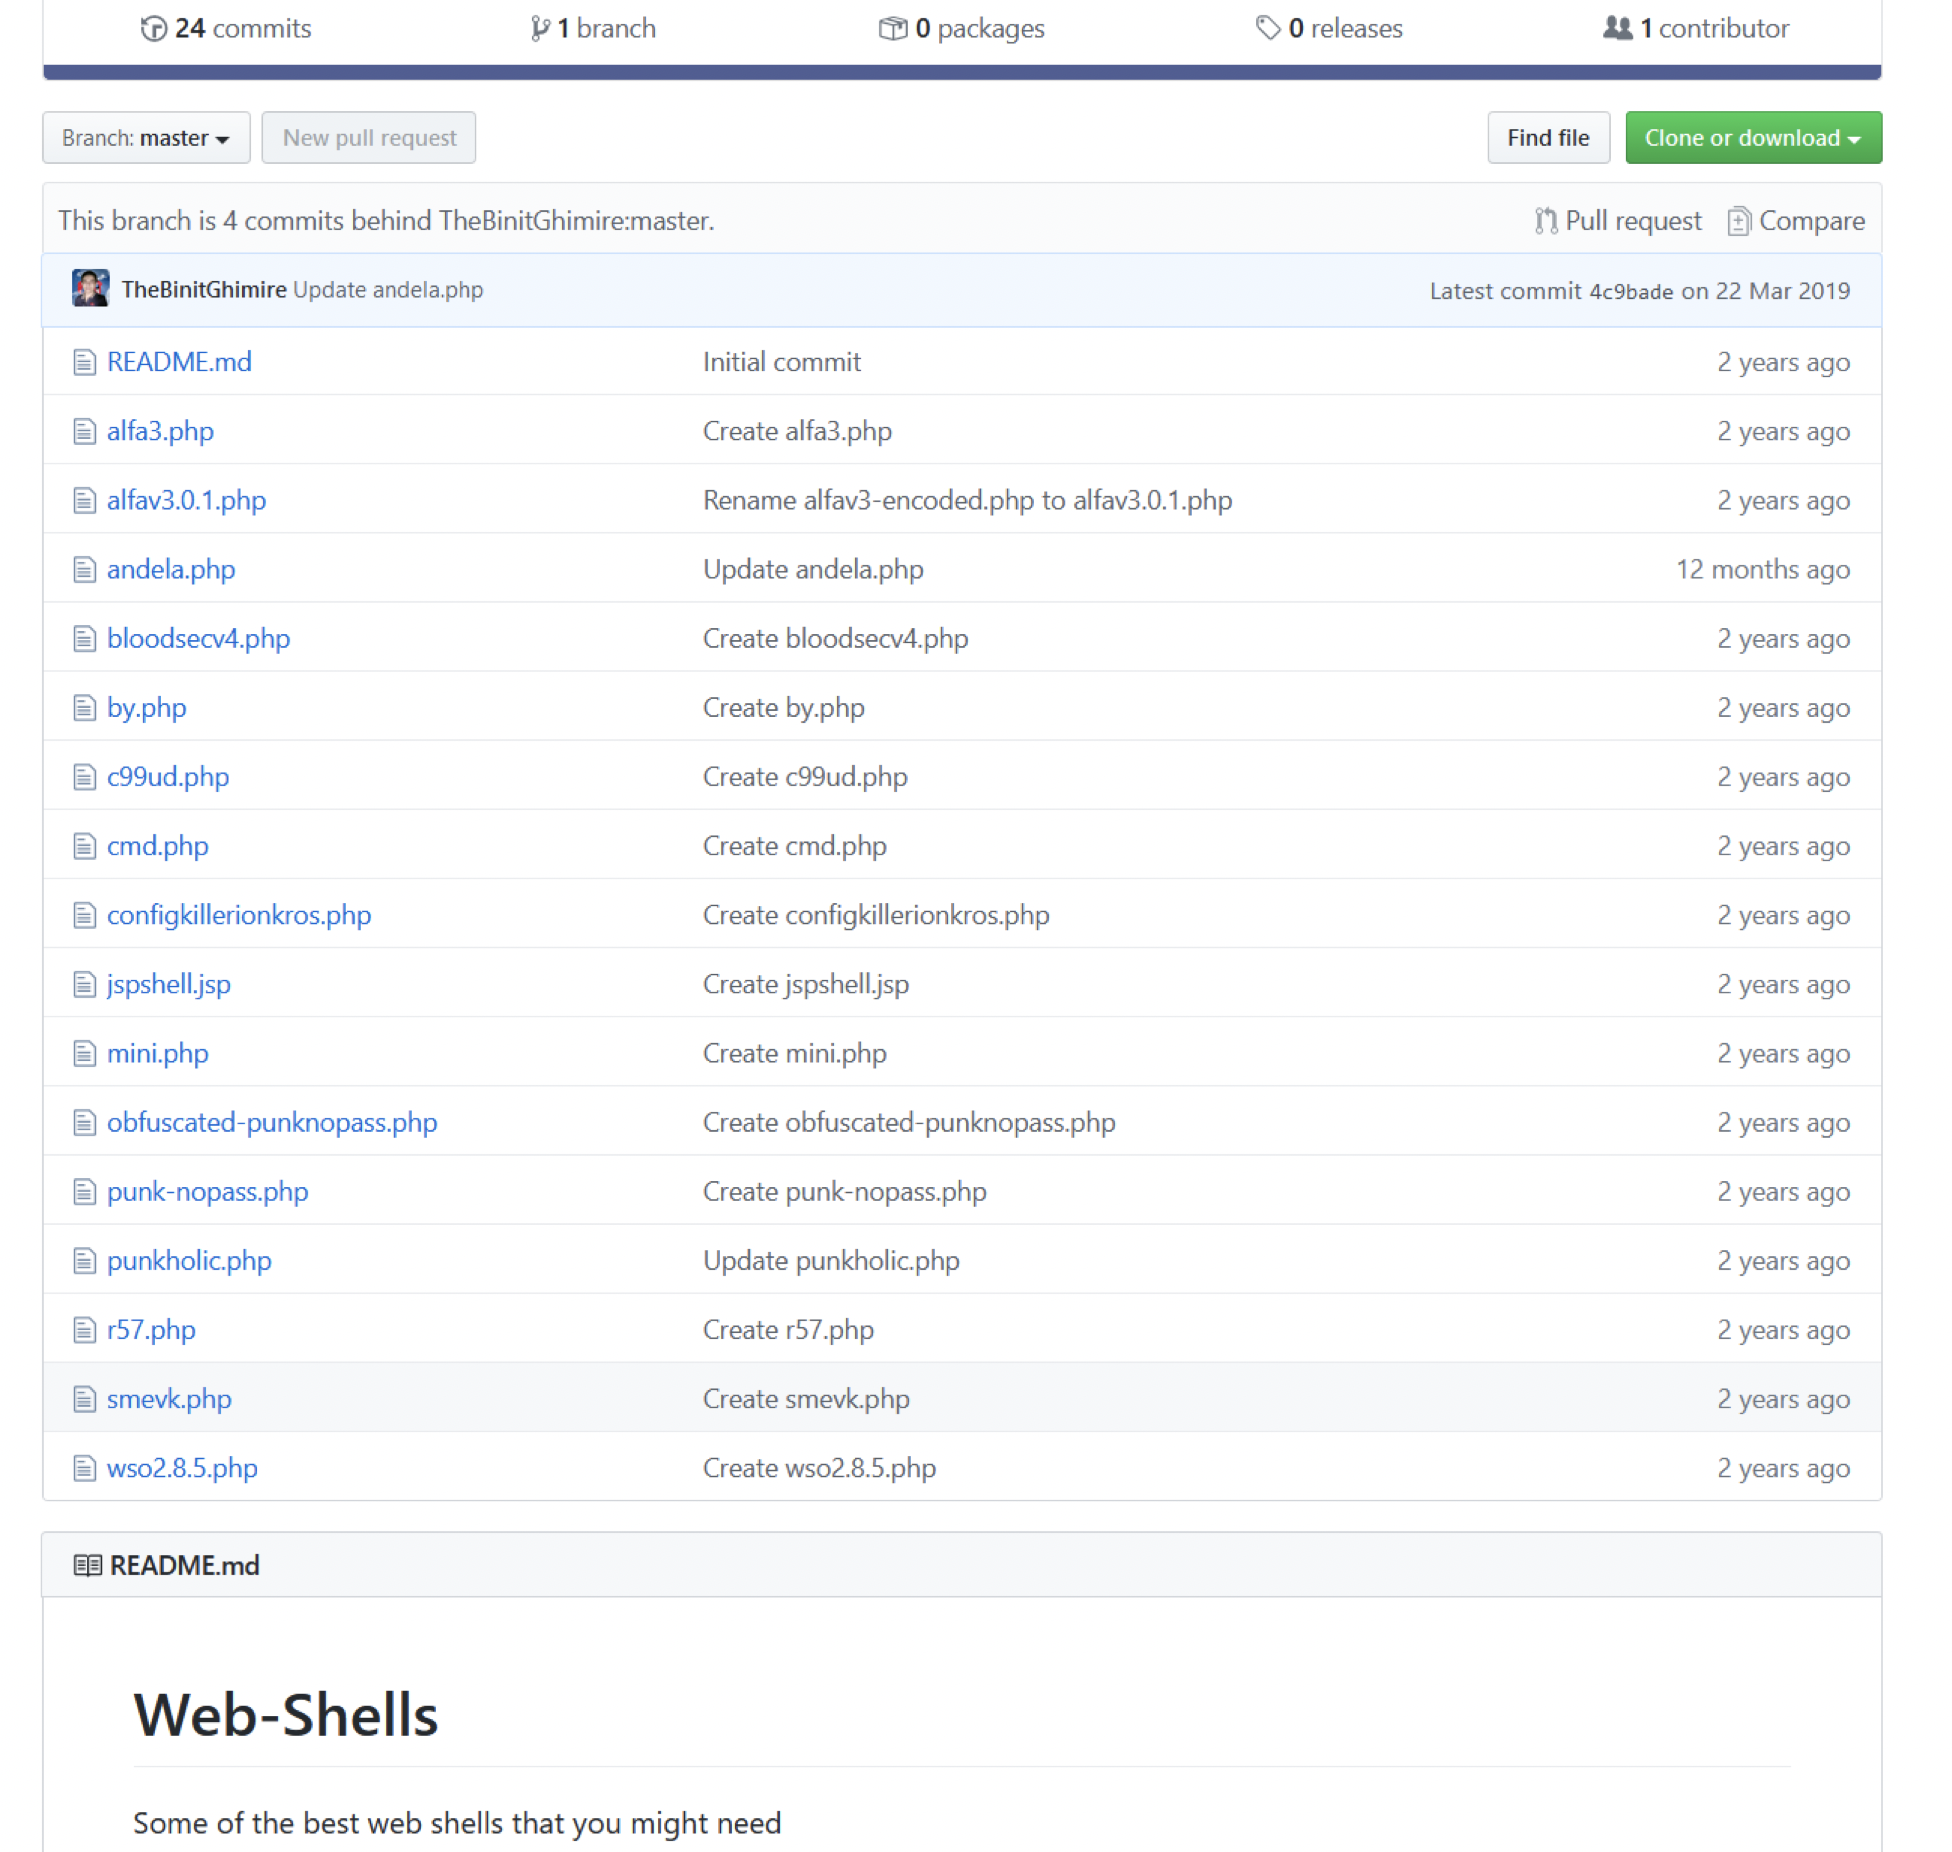 24 commits 1 branch 0 packages 0 releases 1 contributor
Branch: master New pull request Find file Clone or download
This branch is 4 commits behind TheBinitGhimire:master. Pull request Compare
TheBinitGhimire Update andela.php Latest commit 4c9bade on 22 Mar 2019
README.md Initial commit 2 years ago
alfa3.php Create alfa3.php 2 years ago
alfav3.0.1.php Rename alfav3-encoded.php to alfav3.0.1.php 2 years ago
andela.php Update andela.php 12 months ago
bloodsecv4.php Create bloodsecv4.php 2 years ago
by.php Create by.php 2 years ago
c99ud.php Create c99ud.php 2 years ago
cmd.php Create cmd.php 2 years ago
configkillerionkros.php Create configkillerionkros.php 2 years ago
jspshell.jsp Create jspshell.jsp 2 years ago
mini.php Create mini.php 2 years ago
obfuscated-punknopass.php Create obfuscated-punknopass.php 2 years ago
punk-nopass.php Create punk-nopass.php 2 years ago
punkholic.php Update punkholic.php 2 years ago
r57.php Create r57.php 2 years ago
smevk.php Create smevk.php 2 years ago
wso2.8.5.php Create wso2.8.5.php 2 years ago
README.md
Web-Shells
Some of the best web shells that you might need